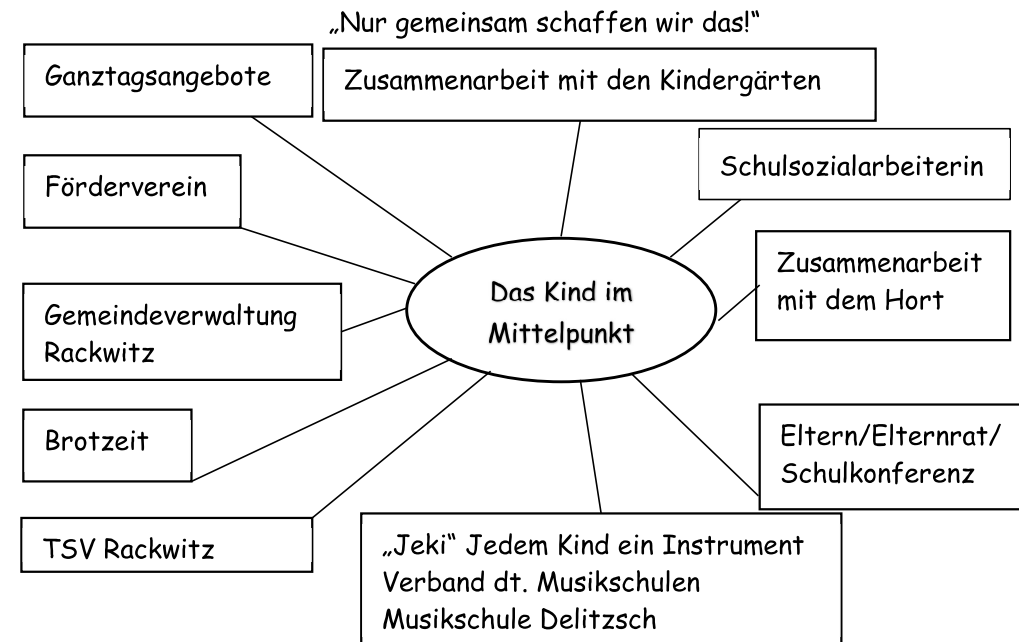 „Nur gemeinsam schaffen wir das!“
Ganztagsangebote
Zusammenarbeit mit den Kindergärten
Schulsozialarbeiterin
Förderverein
Zusammenarbeit
mit dem Hort
Das Kind im
Mittelpunkt
Gemeindeverwaltung
Rackwitz
Brotzeit
Eltern/Elternrat/
Schulkonferenz
TSV Rackwitz
„Jeki“ Jedem Kind ein Instrument
Verband dt. Musikschulen
Musikschule Delitzsch